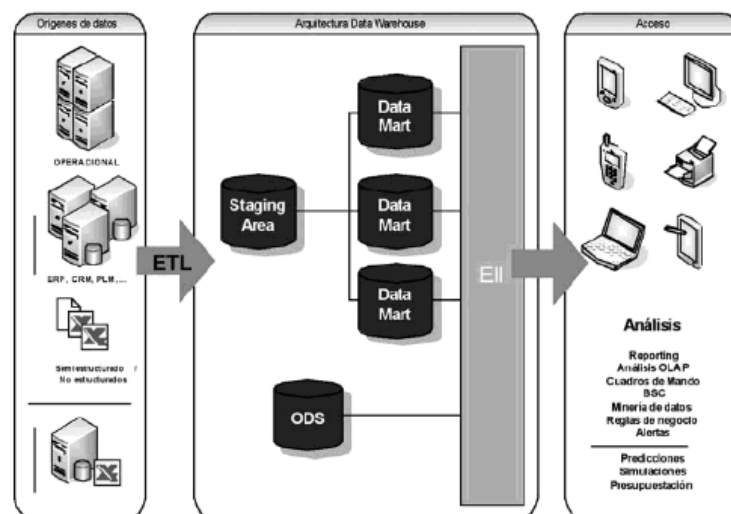 Orígenes de datos
OPERACIONAL
ERP, CRM, PLM,...
Semiestructurado /
No estucturados
ETL
Arquitectura Data Warehouse
Data
Mart
Staging
Area
Data
Mart
Data
Mart
ODS
EII
Acceso
Análisis
Reporting
Análisis OLAP
Cuadros de Mando
BSC
Minería de datos
Reglas de negocio
Alertas
Predicciones
Simulaciones
Presupuestación